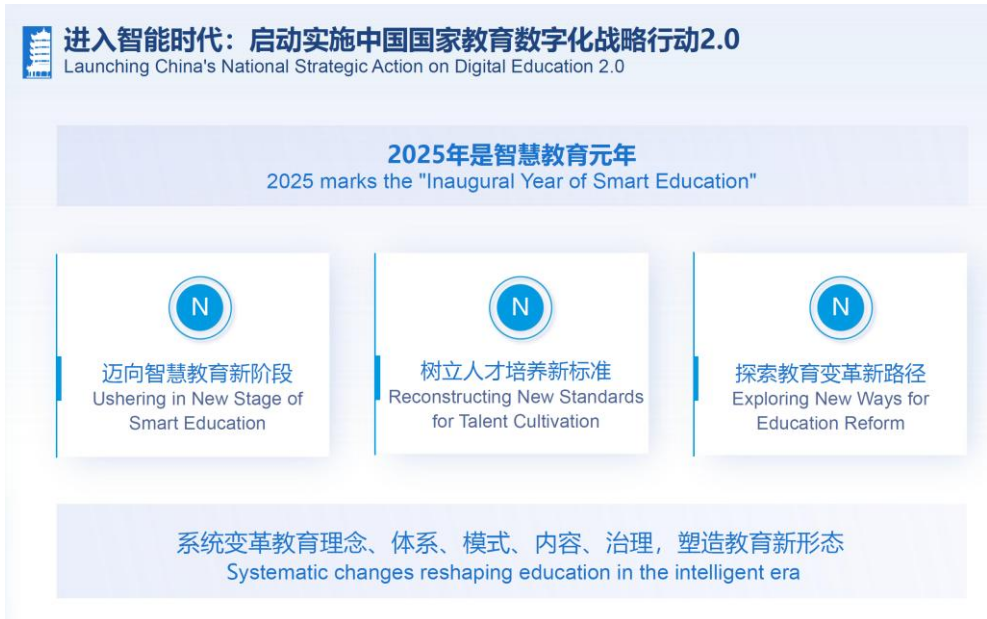 进入智能时代：启动实施中国国家教育数字化战略行动2.0
Launching China's National Strategic Action on Digital Education 2.0
2025年是智慧教育元年
2025 marks the "Inaugural Year of Smart Education"
N
迈向智慧教育新阶段
Ushering in New Stage of
Smart Education
N
树立人才培养新标准
Reconstructing New Standards
for Talent Cultivation
N
探索教育变革新路径
Exploring New Ways for
Education Reform
系统变革教育理念、体系、模式、内容、治理，塑造教育新形态
Systematic changes reshaping education in the intelligent era